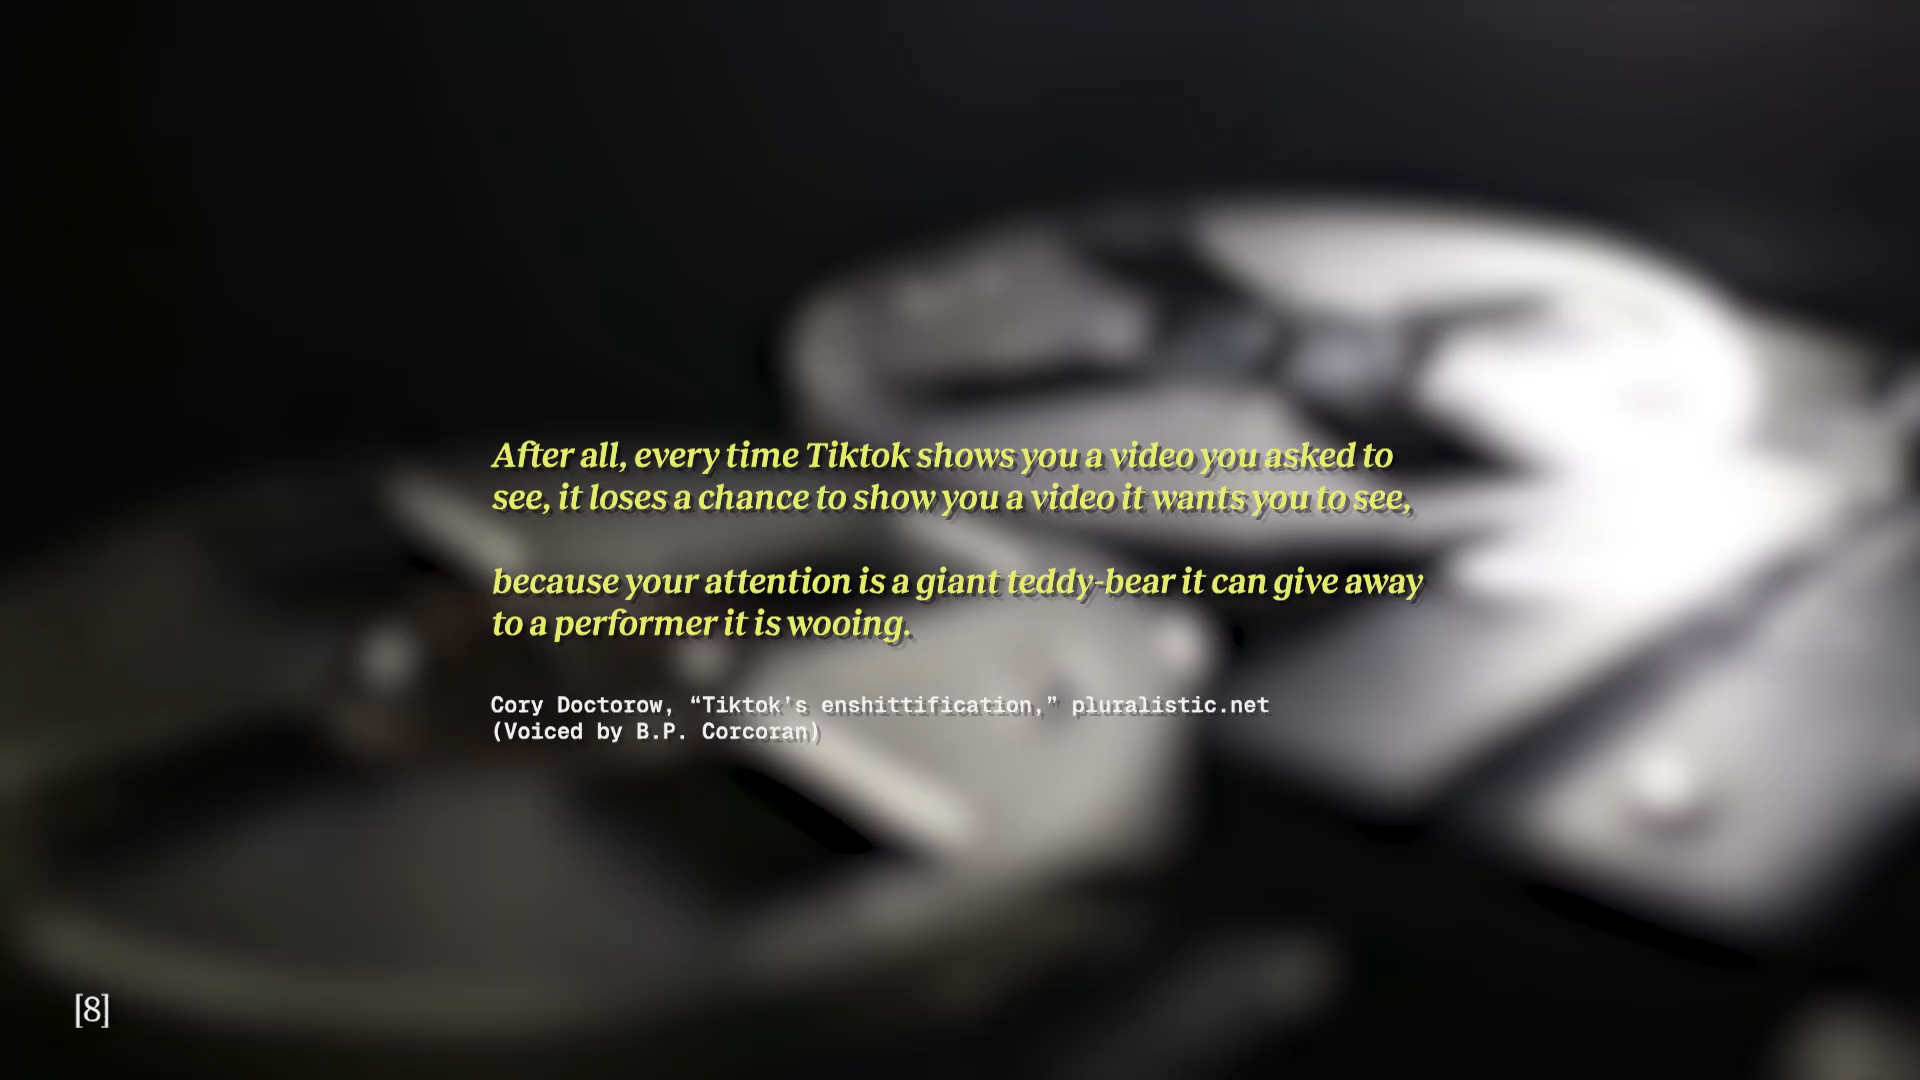 After all, every time Tiktok shows you a video you asked to
see, it loses a chance to show you a video it wants you to see,
because your attention is a giant teddy-bear it can give away
to a performer it is wooing.
Cory Doctorow, “Tiktok’s enshittification,” pluralistic.net
(Voiced by B.P. Corcoran)
[8]